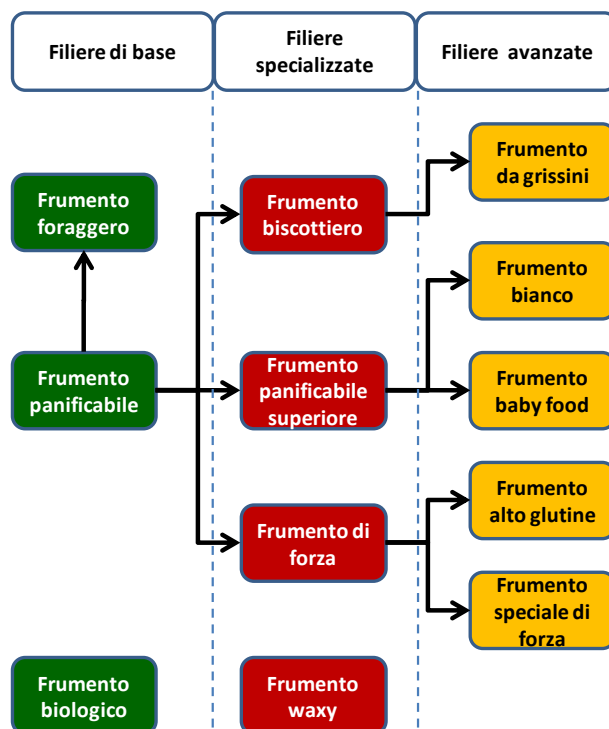 Filiere di base
Filiere
specializzate
Filiere avanzate
Frumento
da grissini
Frumento
foraggero
Frumento
biscottiero
Frumento
bianco
Frumento
panificabile
Frumento
panificabile
superiore
Frumento
baby food
Frumento
alto glutine
Frumento di
forza
Frumento
speciale di
forza
Frumento
biologico
Frumento
waxy